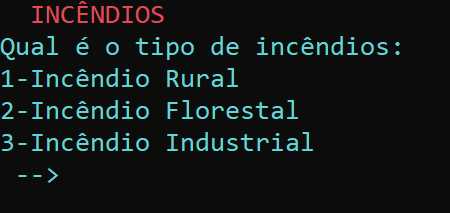 INCÊNDIOS
Qual é o tipo de incêndios:
1-Incêndio Rural
2-Incêndio Florestal
3-Incêndio Industrial
-->